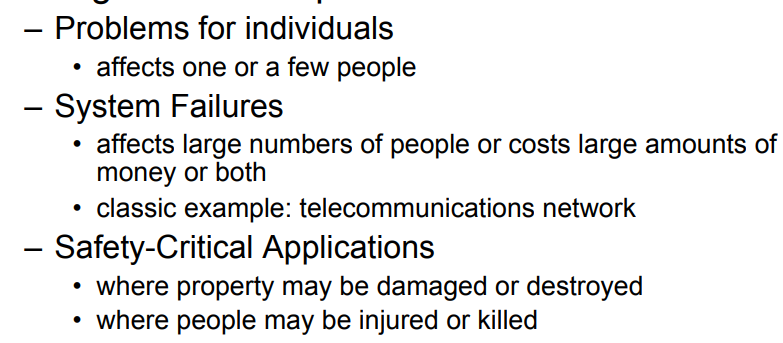 – Problems for individuals
• affects one or a few people
– System Failures
• affects large numbers of people or costs large amounts of
money or both
• classic example: telecommunications network
– Safety-Critical Applications
• where property may be damaged or destroyed
• where people may be injured or killed